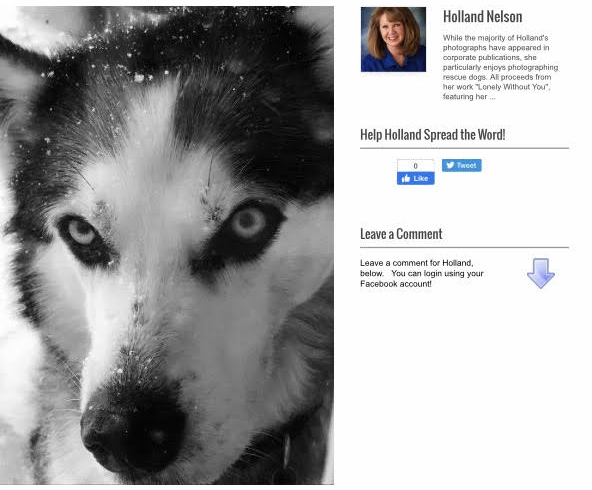 Holland Nelson
While the majority of Holland's
photographs have appeared in
corporate publications, she
particularly enjoys photographing
rescue dogs. All proceeds from
her work "Lonely Without You",
featuring her ...
Help Holland Spread the Word!
0
Like
Tweet
Leave a Comment
Leave a comment for Holland,
below. You can login using your
Facebook account!